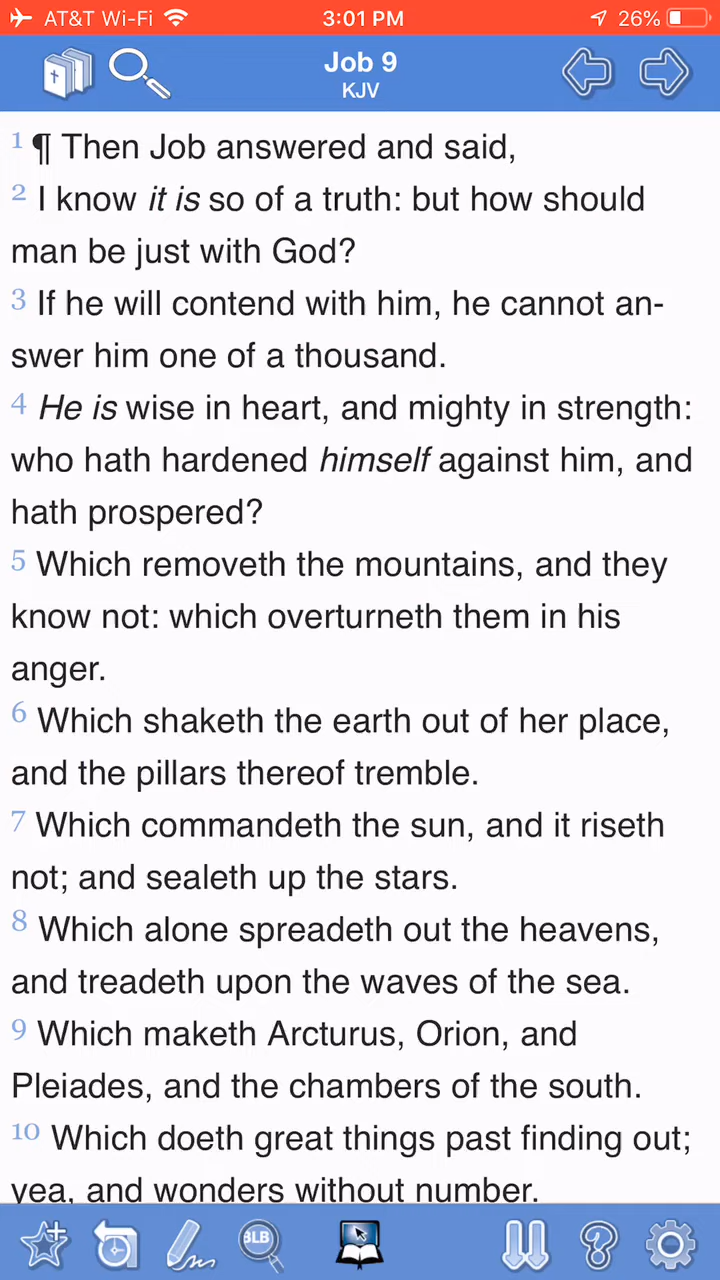 AT&T Wi-Fi 3:01 PM 26%
Job 9
KJV
1 ¶ Then Job answered and said,
2 I know it is so of a truth: but how should
man be just with God?
3 If he will contend with him, he cannot an-
swer him one of a thousand.
4 He is wise in heart, and mighty in strength:
who hath hardened himself against him, and
hath prospered?
5 Which removeth the mountains, and they
know not: which overturneth them in his
anger.
6 Which shaketh the earth out of her place,
and the pillars thereof tremble.
7 Which commandeth the sun, and it riseth
not; and sealeth up the stars.
8 Which alone spreadeth out the heavens,
and treadeth upon the waves of the sea.
9 Which maketh Arcturus, Orion, and
Pleiades, and the chambers of the south.
10 Which doeth great things past finding out;
yea, and wonders without number.
BLB